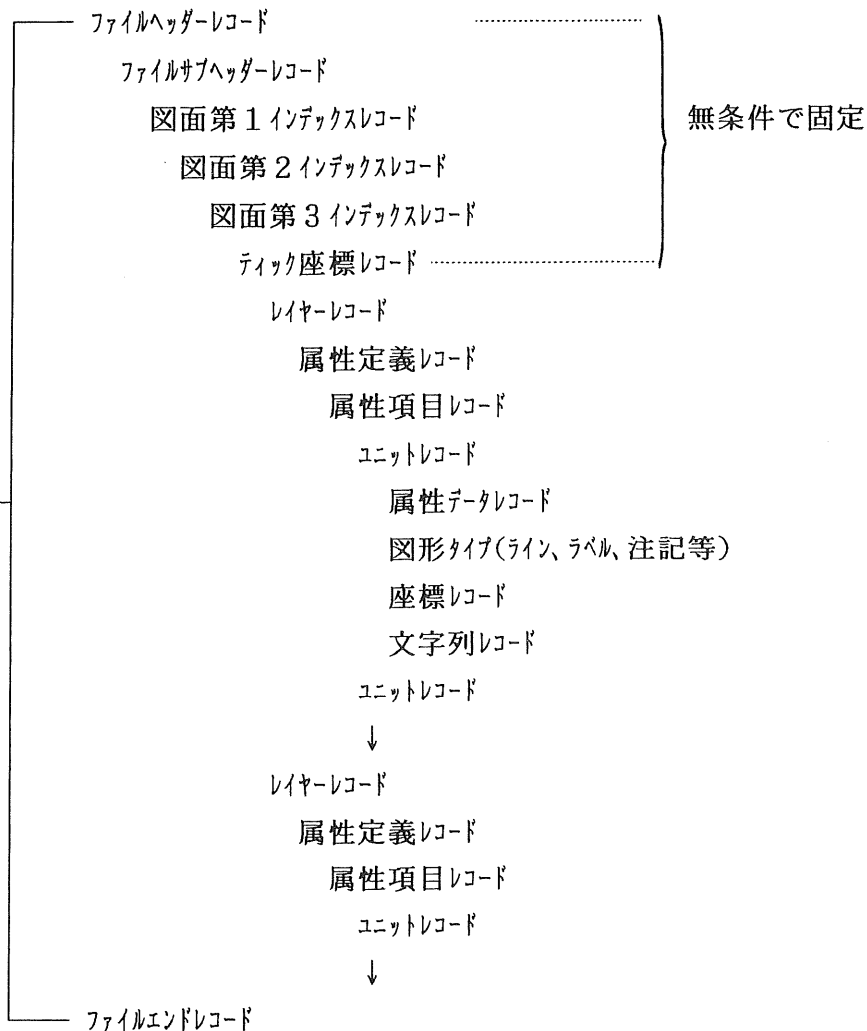 ﾌｧｲﾙﾍｯﾀﾞｰﾚｺｰﾄﾞ
ﾌｧｲﾙｻﾌﾞﾍｯﾀﾞｰﾚｺｰﾄﾞ
図面第１ｲﾝﾃﾞｯｸｽﾚｺｰﾄﾞ
無条件で固定
図面第２ｲﾝﾃﾞｯｸｽﾚｺｰﾄﾞ
図面第３ｲﾝﾃﾞｯｸｽﾚｺｰﾄﾞ
ﾃｨｯｸ座標ﾚｺｰﾄﾞ
ﾚｲﾔｰﾚｺｰﾄﾞ
属性定義ﾚｺｰﾄﾞ
属性項目ﾚｺｰﾄﾞ
ﾕﾆｯﾄﾚｺｰﾄﾞ
属性ﾃﾞｰﾀﾚｺｰﾄﾞ
図形ﾀｲﾌﾟ(ﾗｲﾝ、ﾗﾍﾞﾙ、注記等)
座標ﾚｺｰﾄﾞ
文字列ﾚｺｰﾄﾞ
ﾕﾆｯﾄﾚｺｰﾄﾞ
↓
ﾚｲﾔｰﾚｺｰﾄﾞ
属性定義ﾚｺｰﾄﾞ
属性項目ﾚｺｰﾄﾞ
ﾕﾆｯﾄﾚｺｰﾄﾞ
↓
ﾌｧｲﾙｴﾝﾄﾞﾚｺｰﾄﾞ